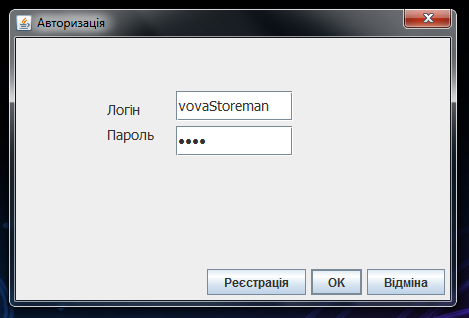 Авторизація
Логін vovaStoreman
Пароль ••••
Реєстрація OK Відміна